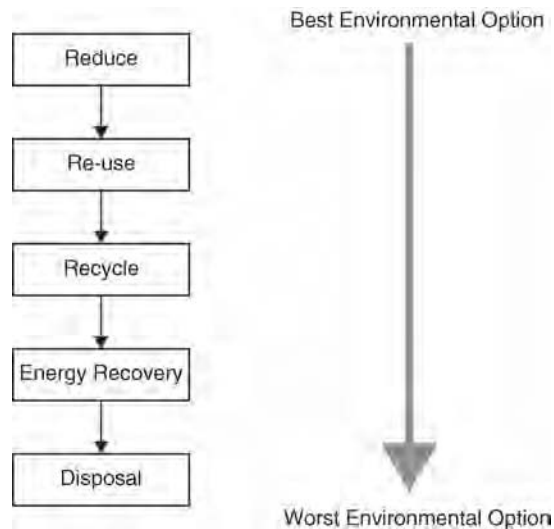 Best Environmental Option
Reduce
Re-use
Recycle
Energy Recovery
Disposal
Worst Environmental Option